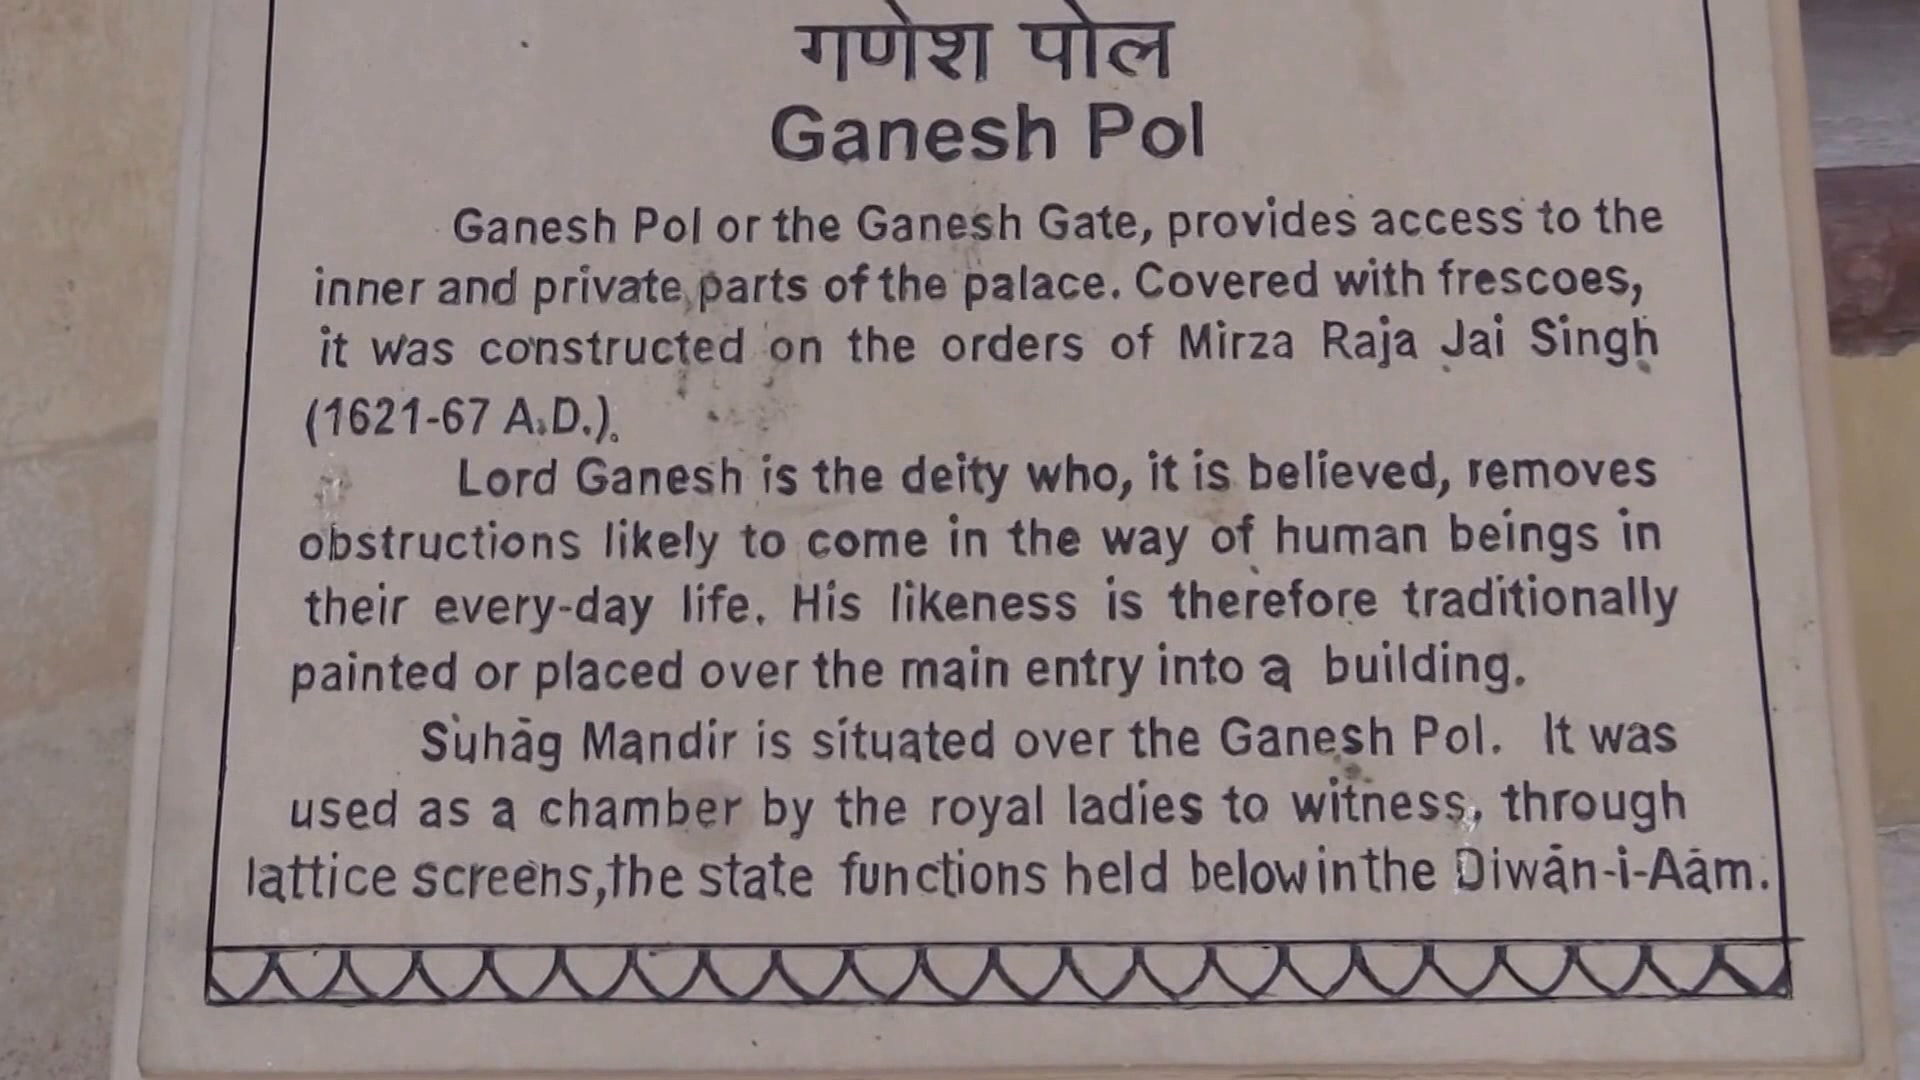 गणेश पोल
Ganesh Pol
Ganesh Pol or the Ganesh Gate, provides access to the
inner and private parts of the palace. Covered with frescoes,
it was constructed on the orders of Mirza Raja Jai Singh
(1621-67 A.D.).
Lord Ganesh is the deity who, it is believed, removes
obstructions likely to come in the way of human beings in
their every-day life. His likeness is therefore traditionally
painted or placed over the main entry into a building.
Suhāg Mandir is situated over the Ganesh Pol. It was
used as a chamber by the royal ladies to witness, through
lattice screens, the state functions held below in the Diwān-i-Aām.